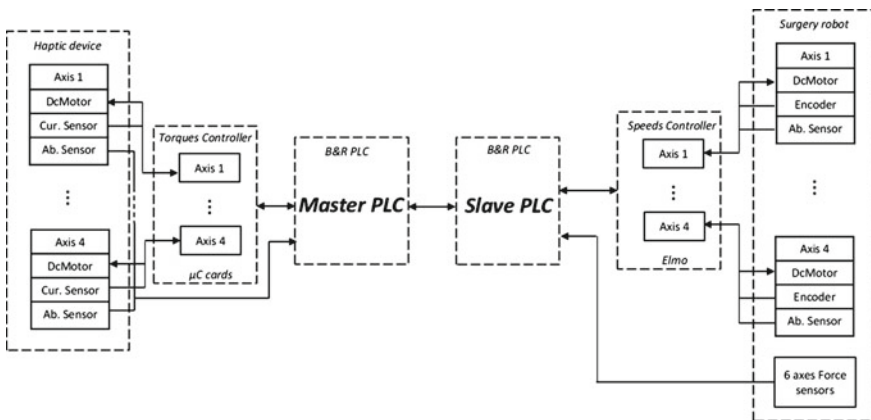 Haptic device
Axis 1
DcMotor
Cur. Sensor
Ab. Sensor
Axis 4
DcMotor
Cur. Sensor
Ab. Sensor
Torques Controller
Axis 1
Axis 4
µC cards
B&R PLC
Master PLC
B&R PLC
Slave PLC
Speeds Controller
Axis 1
Axis 4
Elmo
Surgery robot
Axis 1
DcMotor
Encoder
Ab. Sensor
Axis 4
DcMotor
Encoder
Ab. Sensor
6 axes Force
sensors